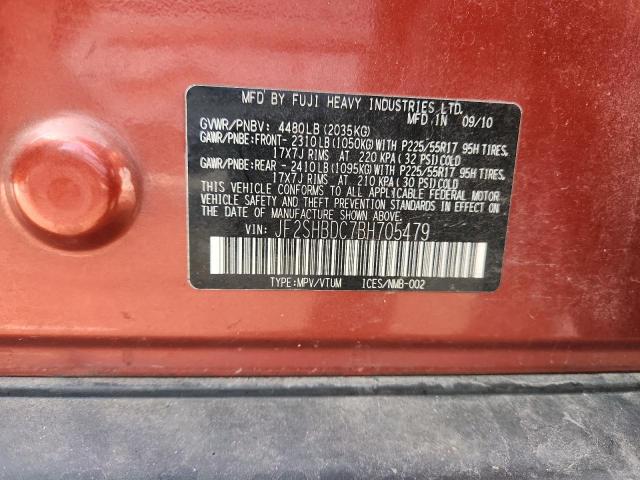 MFD BY FUJI HEAVY INDUSTRIES LTD.
MFD.IN 09/10
GVWR/PNBV: 4480LB(2035KG)
GAWR/PNBE:FRONT- 2310LB(1050KG)WITH P225/55R17 95H TIRES,
17X7J RIMS AT 220 KPA(32 PSI)COLD
GAWR/PNBE:REAR - 2410LB(1095KG)WITH P225/55R17 95H TIRES,
17X7J RIMS AT 210 KPA(30 PSI)COLD
THIS VEHICLE CONFORMS TO ALL APPLICABLE FEDERAL MOTOR
VEHICLE SAFETY AND BUMPER STANDARDS IN EFFECT ON THE
DATE OF MANUFACTURE SHOWN ABOVE.
VIN: JF2SHBDC7BH705479
TYPE:MPV/VTUM ICES/NMB-002